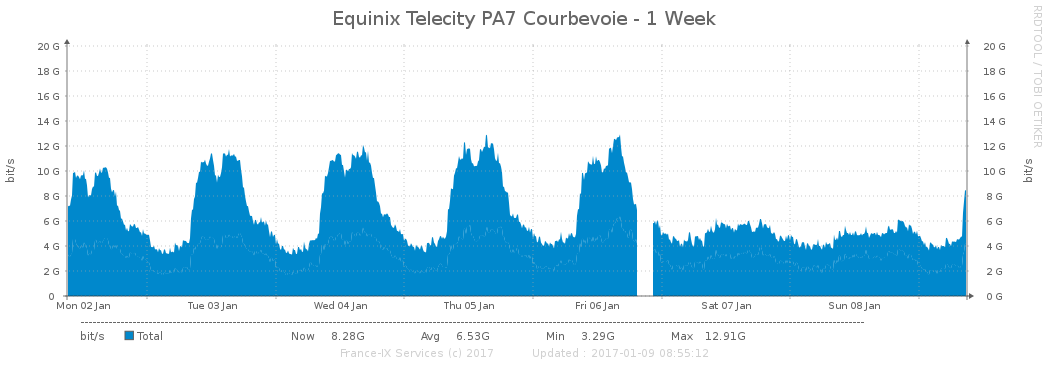 Equinix Telecity PA7 Courbevoie - 1 Week
RRDTOOL / TOBI OETIKER
bit/s
20 G 20 G
18 G 18 G
16 G 16 G
14 G 14 G
12 G 12 G
10 G 10 G
8 G 8 G
6 G 6 G
4 G 4 G
2 G 2 G
0 0 G
bit/s
Mon 02 Jan Tue 03 Jan Wed 04 Jan Thu 05 Jan Fri 06 Jan Sat 07 Jan Sun 08 Jan
bit/s Total Now 8.28G Avg 6.53G Min 3.29G Max 12.91G
France-IX Services (c) 2017 Updated : 2017-01-09 08:55:12